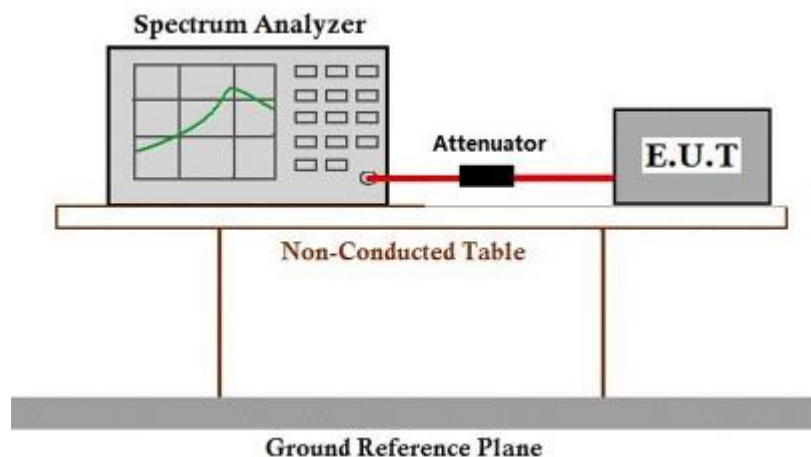 Spectrum Analyzer
Attenuator
E.U.T
Non-Conducted Table
Ground Reference Plane